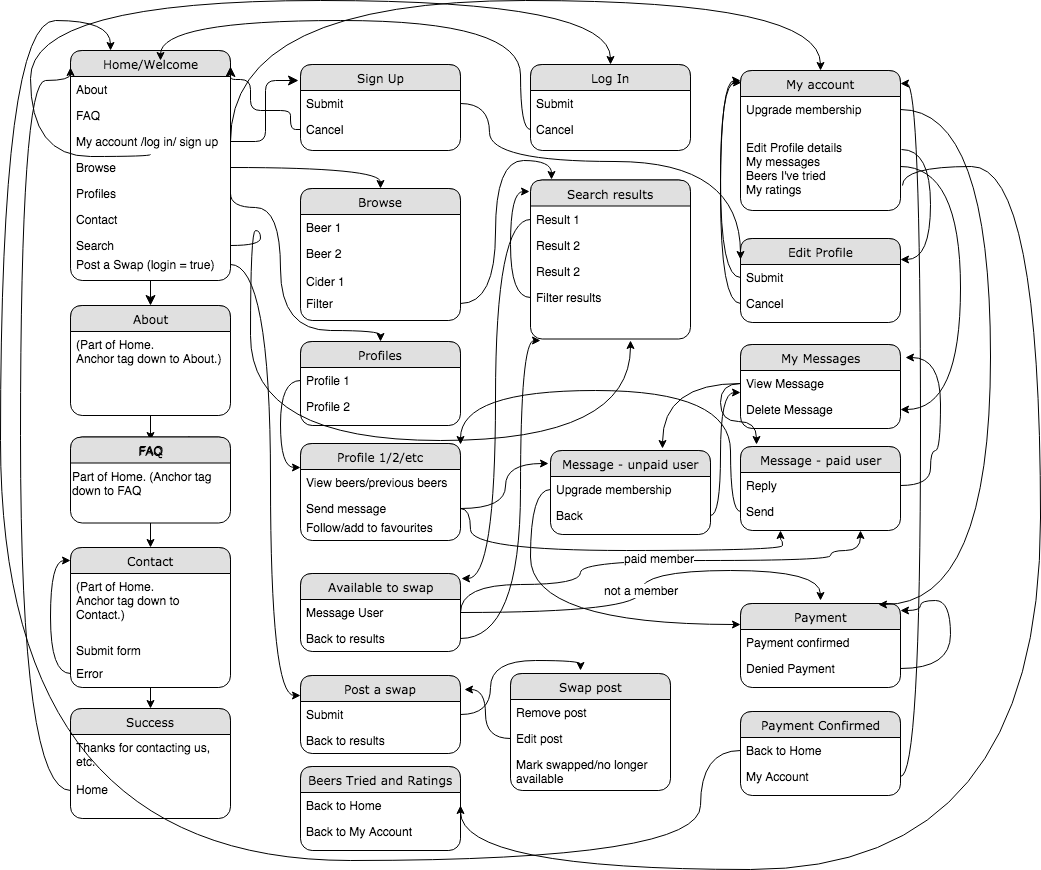 Home/Welcome
About
FAQ
My account /log in/ sign up
Browse
Profiles
Contact
Search
Post a Swap (login = true)
About
(Part of Home.
Anchor tag down to About.)
FAQ
Part of Home. (Anchor tag
down to FAQ
Contact
(Part of Home.
Anchor tag down to
Contact.)
Submit form
Error
Success
Thanks for contacting us,
etc.
Home
Sign Up
Submit
Cancel
Browse
Beer 1
Beer 2
Cider 1
Filter
Profiles
Profile 1
Profile 2
Profile 1/2/etc
View beers/previous beers
Send message
Follow/add to favourites
Available to swap
Message User
Back to results
Post a swap
Submit
Back to results
Beers Tried and Ratings
Back to Home
Back to My Account
Log In
Submit
Cancel
Search results
Result 1
Result 2
Result 2
Filter results
Message - unpaid user
Upgrade membership
Back
paid member
not a member
Swap post
Remove post
Edit post
Mark swapped/no longer
available
My account
Upgrade membership
Edit Profile details
My messages
Beers I've tried
My ratings
Edit Profile
Submit
Cancel
My Messages
View Message
Delete Message
Message - paid user
Reply
Send
Payment
Payment confirmed
Denied Payment
Payment Confirmed
Back to Home
My Account